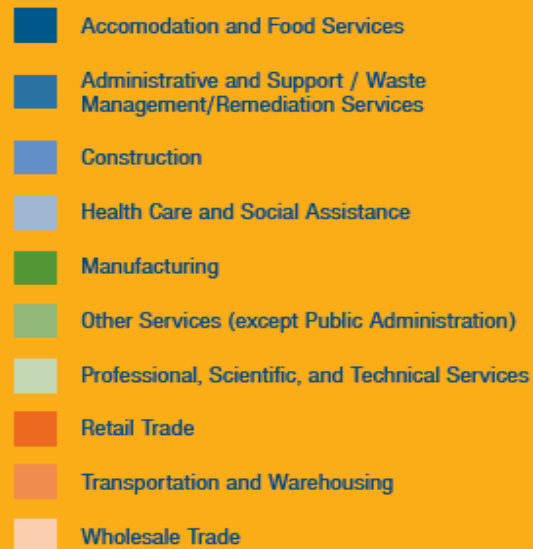 Accomodation and Food Services
Administrative and Support / Waste
Management/Remediation Services
Construction
Health Care and Social Assistance
Manufacturing
Other Services (except Public Administration)
Professional, Scientific, and Technical Services
Retail Trade
Transportation and Warehousing
Wholesale Trade